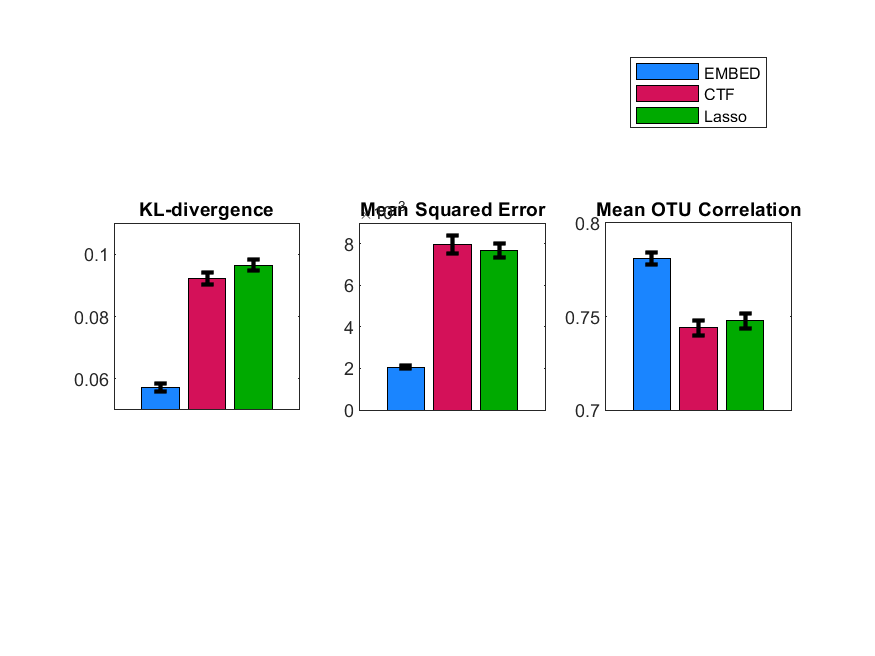 EMBED
CTF
Lasso
KL-divergence
0.1
0.08
0.06
Mean Squared Error
8
6
4
2
0
Mean OTU Correlation
0.8
0.75
0.7